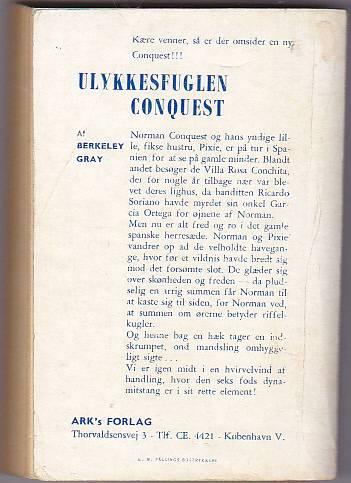 Kære venner, så er der omsider en ny
Conquest!!!
ULYKKESFUGLEN
CONQUEST
Af
BERKELEY
GRAY
Norman Conquest og hans yndige lil-
le, fikse hustru, Pixie, er på tur i Spa-
nien for at se på gamle minder. Blandt
andet besøger de Villa Rosa Conchita,
der for nogle år tilbage nær var ble-
vet deres lighus, da banditten Ricardo
Soriano havde myrdet sin onkel Gar-
cia Ortega for øjnene af Norman.
Men nu er alt fred og ro i det gamle
spanske herresæde. Norman og Pixie
vandrer op ad de velholdte havegan-
ge, hvor før et vildnis havde bredt sig
mod det forsømte slot. De glæder sig
over skønheden og freden — da plud-
selig en urrig summen får Norman til
at kaste sig til siden, for Norman ved,
at summen om ørerne betyder riffel-
kugler.
Og henne bag en hæk tager en ind-
skrumpet, ond mandsling omhygge-
ligt sigte . . .
Vi er igen midt i en hvirvelvind af
handling, hvor den seks fods dyna-
mitstang er i sit rette element!
ARK's FORLAG
Thorvaldsensvej 3 - Tlf. CE. 4421 - København V.